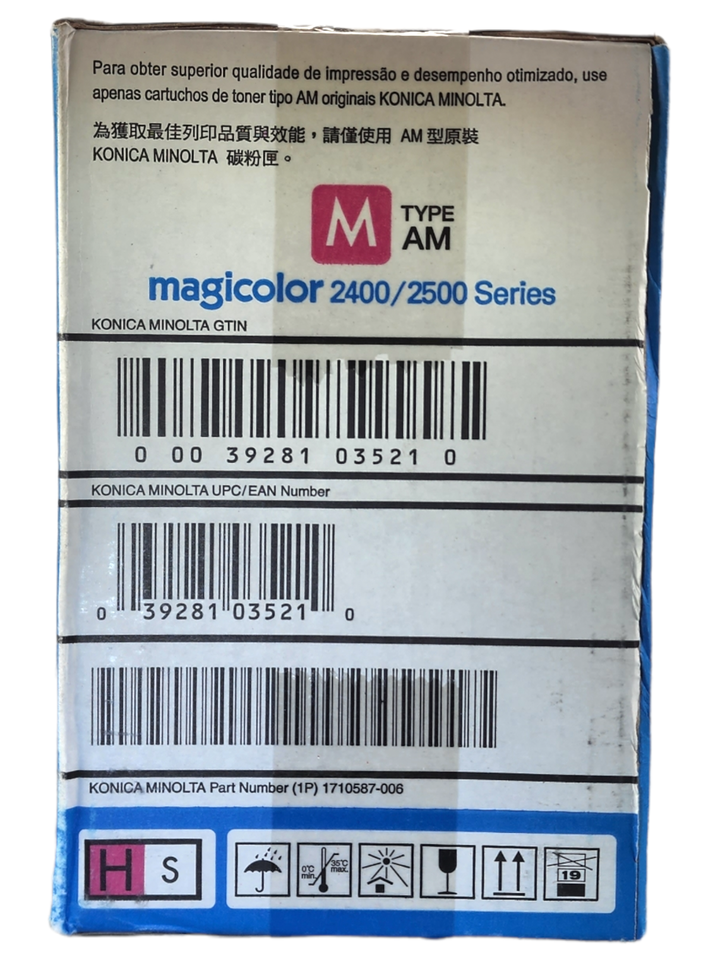 Para obter superior qualidade de impressão e desempenho otimizado, use
apenas cartuchos de toner tipo AM originais KONICA MINOLTA.
為獲取最佳列印品質與效能，請僅使用 AM 型原裝
KONICA MINOLTA 碳粉匣。
M TYPE
AM
magicolor 2400/2500 Series
KONICA MINOLTA GTIN
0 00 39281 03521 0
KONICA MINOLTA UPC/EAN Number
0 39281 03521 0
KONICA MINOLTA Part Number (1P) 1710587-006
H S
0°C min.
35°C max.
19